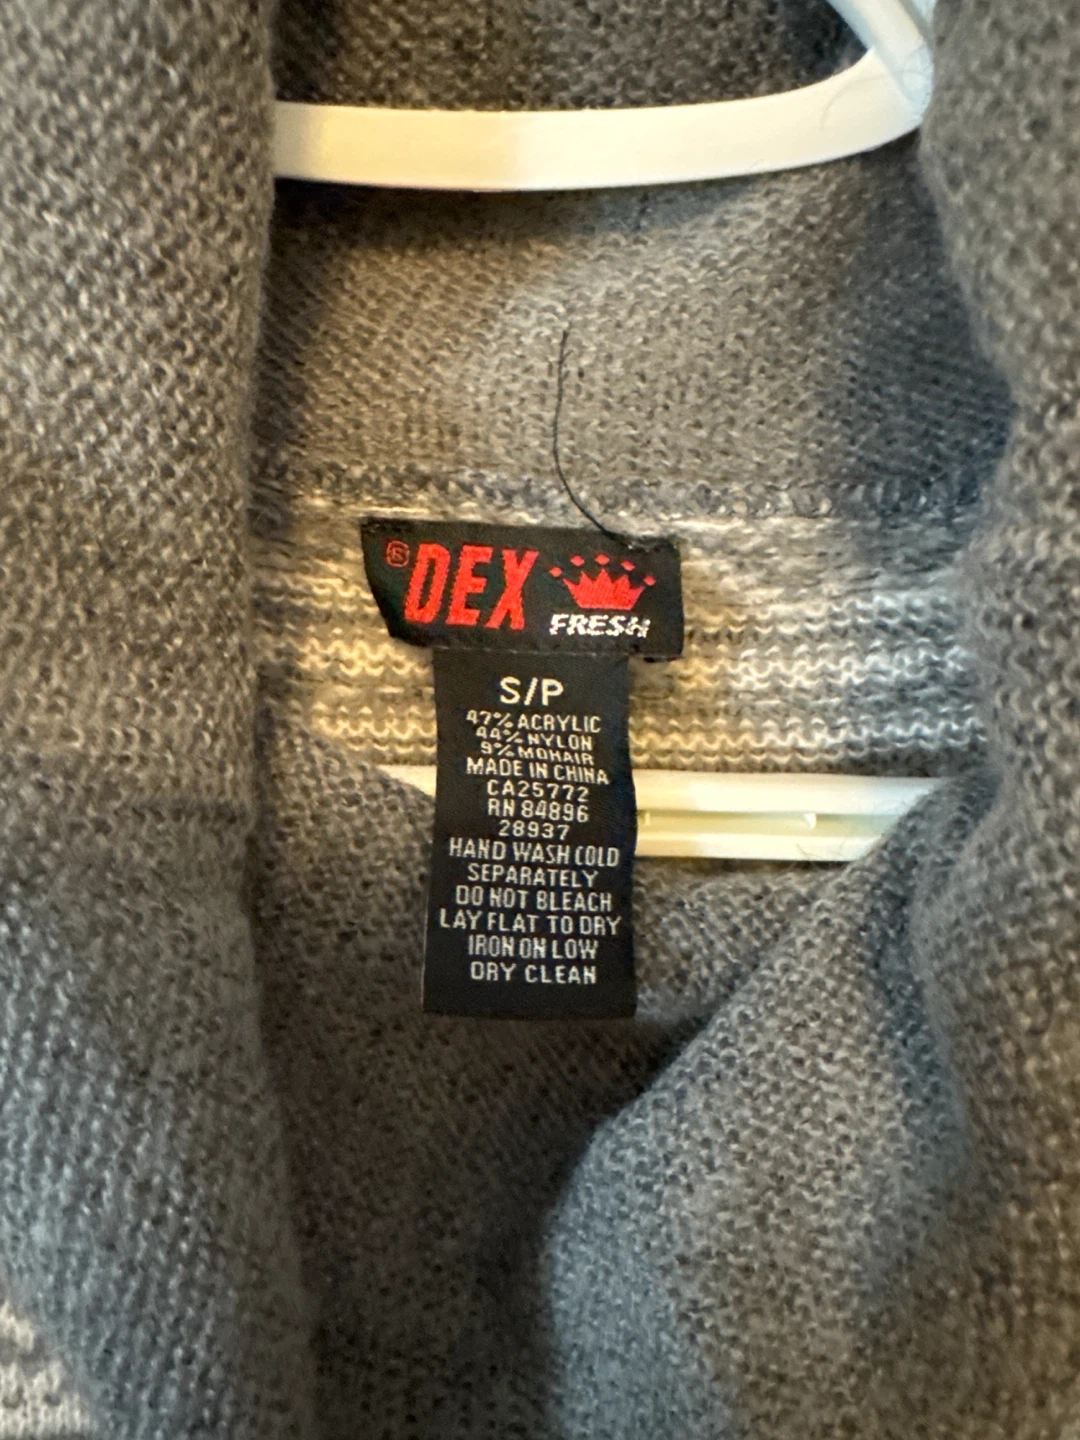 ® DEX
FRESH
S/P
47% ACRYLIC
44% NYLON
9% MOHAIR
MADE IN CHINA
CA25772
RN 84896
28937
HAND WASH COLD
SEPARATELY
DO NOT BLEACH
LAY FLAT TO DRY
IRON ON LOW
DRY CLEAN